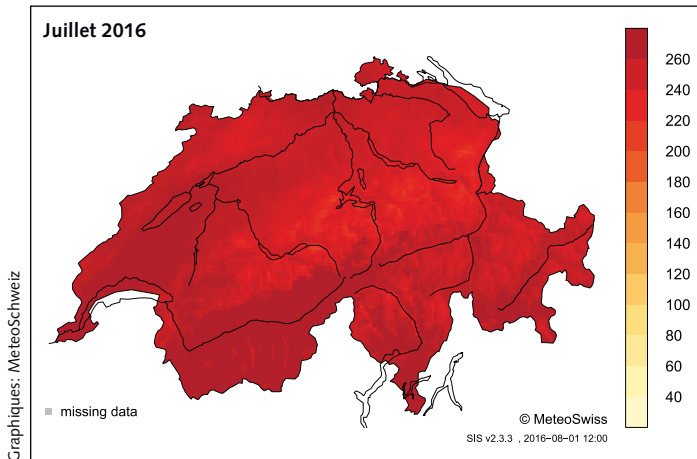 Juillet 2016
260
240
220
200
180
160
140
120
100
80
60
40
missing data
© MeteoSwiss
SIS v2.3.3 , 2016−08−01 12:00
Graphiques: MeteoSchweiz